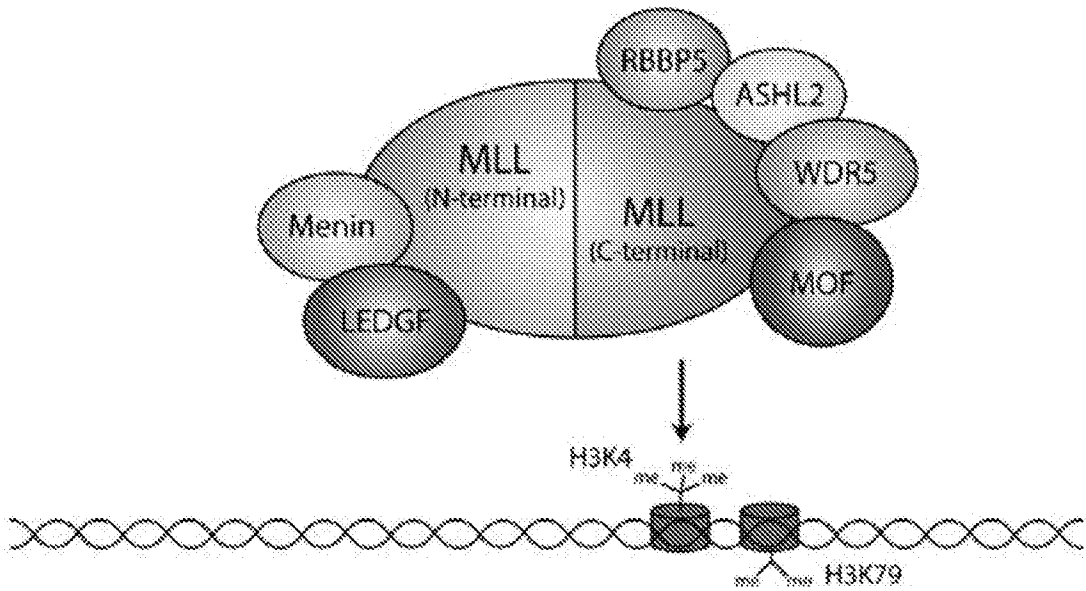 RBBP5
ASHL2
MLL
(N-terminal)
WDR5
MLL
(C-terminal)
Menin
MOF
LEDGF
H3K4
me
me
me
me
me
H3K79